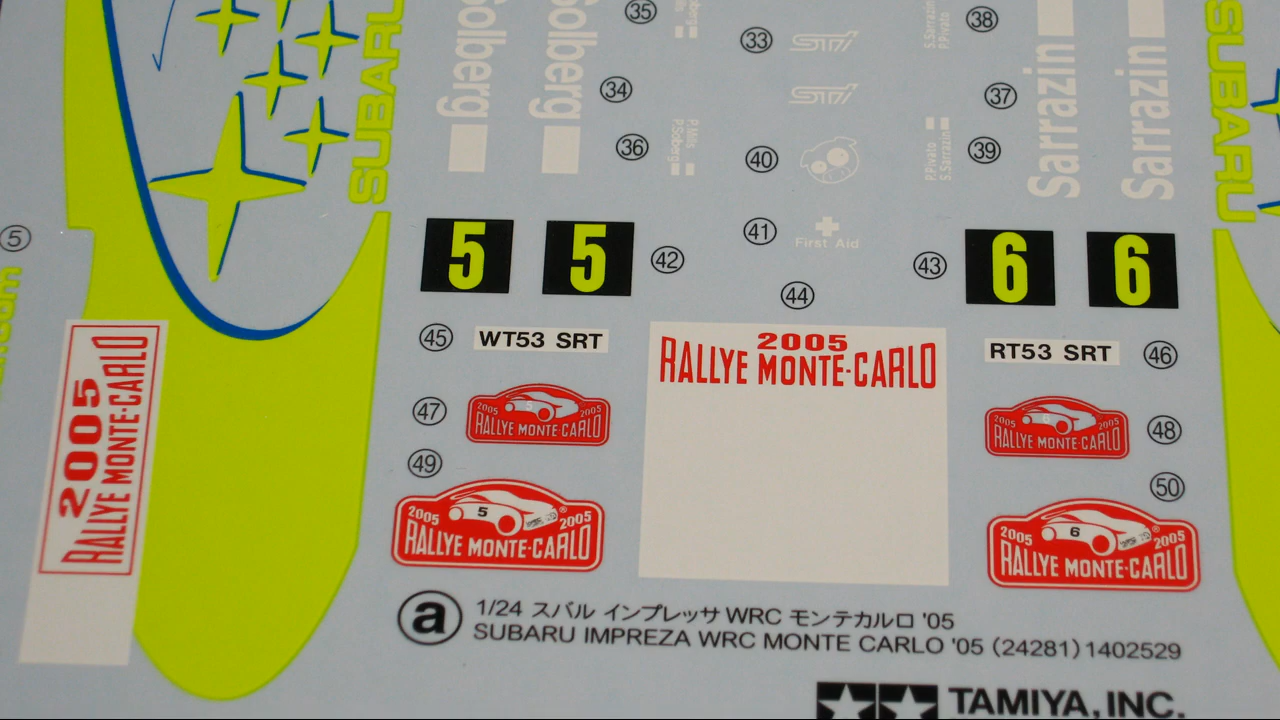 SUBARU
Solberg
Solberg
35
34
36
P.Mills
P.Solberg
33
STI
STI
40
41
First Aid
44
38
37
39
S.Sarrazin
P.Pivato
P.Pivato
S.Sarrazin
Sarrazin
Sarrazin
SUBARU
5
5
5
42
43
6
6
45
WT53 SRT
2005
RALLYE MONTE-CARLO
RT53 SRT
46
2005
RALLYE MONTE-CARLO
47
2005 5 2005
RALLYE MONTE-CARLO
2005 6 2005
RALLYE MONTE-CARLO
48
49
50
2005 5 2005
RALLYE MONTE-CARLO
2005 6 2005
RALLYE MONTE-CARLO
a
1/24 スバル インプレッサ WRC モンテカルロ '05
SUBARU IMPREZA WRC MONTE CARLO '05 (24281) 1402529
TAMIYA, INC.